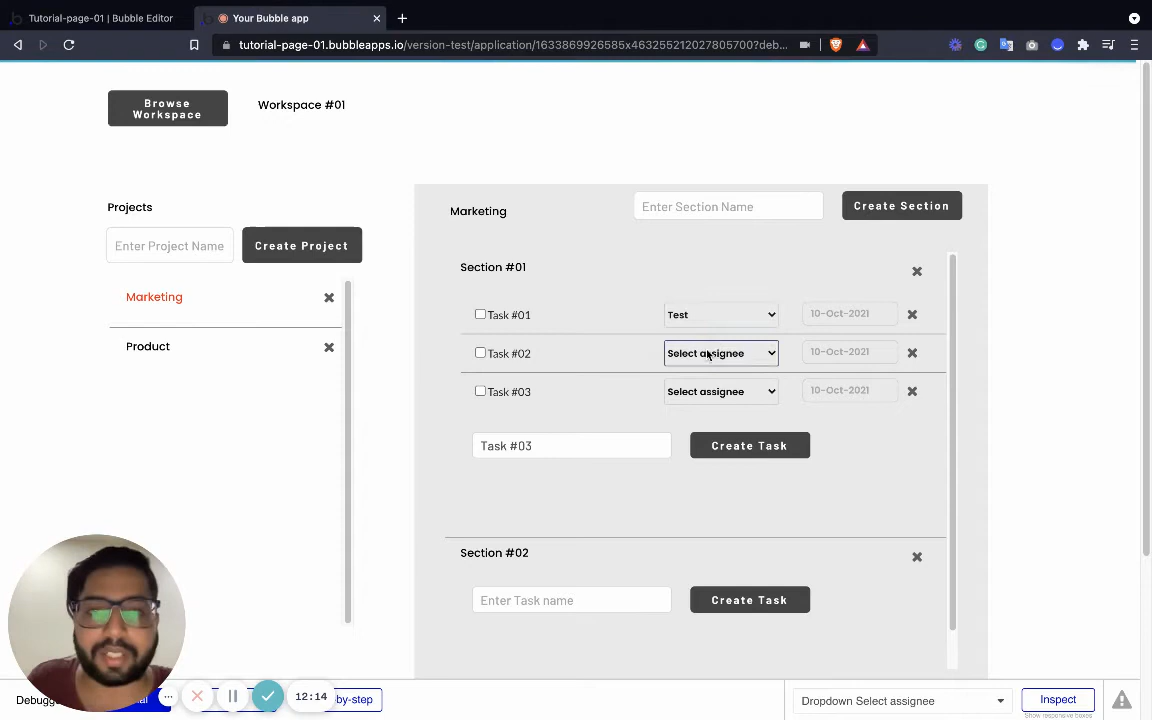 Tutorial-page-01 | Bubble Editor
Your Bubble app
tutorial-page-01.bubbleapps.io/version-test/application/1633869926585x463255212027805700?deb...
Browse
Workspace
Workspace #01
Projects
Enter Project Name
Create Project
Marketing
Product
Marketing
Enter Section Name
Create Section
Section #01
Task #01
Test
10-Oct-2021
Task #02
Select assignee
10-Oct-2021
Task #03
Select assignee
10-Oct-2021
Task #03
Create Task
Section #02
Enter Task name
Create Task
12:14
-by-step
Dropdown Select assignee
Inspect
Show responsive boxes